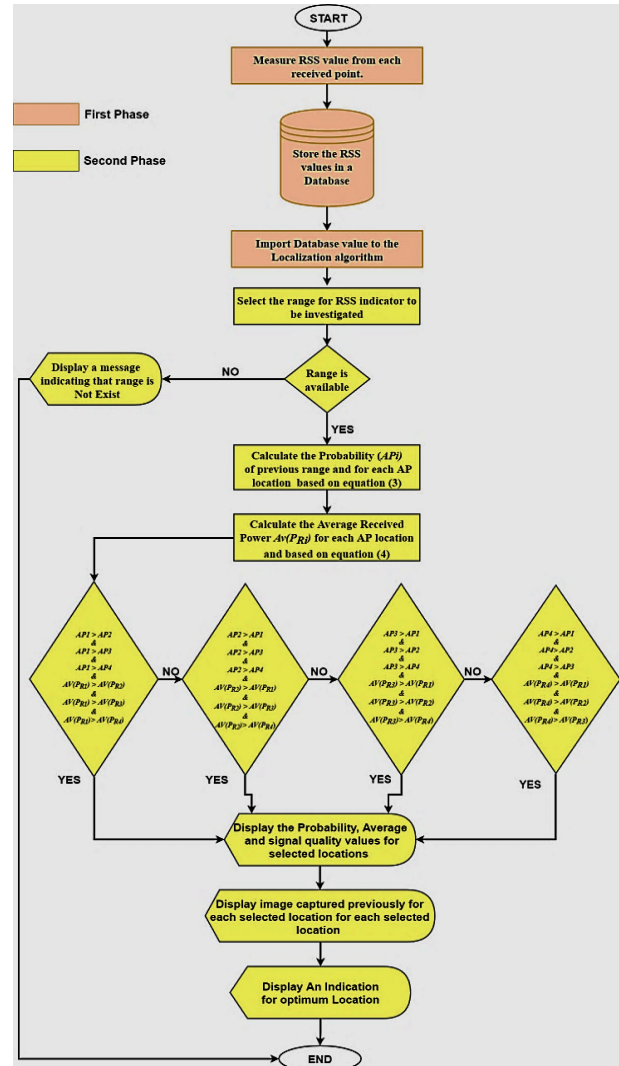 START
Measure RSS value from each
received point.
First Phase
Second Phase
Store the RSS
values in a
Database
Import Database value to the
Localization algorithm
Select the range for RSS indicator to
be investigated
Display a message
indicating that range is
Not Exist
NO
Range is
available
YES
Calculate the Probability (APi)
of previous range and for each AP
location based on equation (3)
Calculate the Average Received
Power Av(PRi) for each AP location
and based on equation (4)
AP1 > AP2
&
AP1 > AP3
&
AP1 > AP4
&
AV(PR1) > AV(PR2)
&
AV(PR1) > AV(PR3)
&
AV(PR1) > AV(PR4)
NO
AP2 > AP1
&
AP2 > AP3
&
AP2 > AP4
&
AV(PR2) > AV(PR1)
&
AV(PR2) > AV(PR3)
&
AV(PR2) > AV(PR4)
NO
AP3 > AP1
&
AP3 > AP2
&
AP3 > AP4
&
AV(PR3) > AV(PR1)
&
AV(PR3) > AV(PR2)
&
AV(PR3) > AV(PR4)
NO
AP4 > AP1
&
AP4 > AP2
&
AP4 > AP3
&
AV(PR4) > AV(PR1)
&
AV(PR4) > AV(PR2)
&
AV(PR4) > AV(PR3)
YES
YES
YES
YES
Display the Probability, Average
and signal quality values for
selected locations
Display image captured previously for
each selected location for each selected
location
Display An Indication
for optimum Location
END